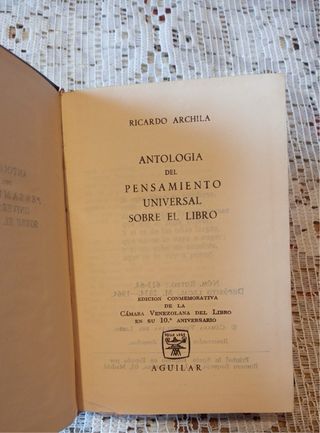 RICARDO ARCHILA
ANTOLOGIA
DEL
PENSAMIENTO
UNIVERSAL
SOBRE EL LIBRO
EDICION CONMEMORATIVA
DE LA
CÁMARA VENEZOLANA DEL LIBRO
EN SU 10.º ANIVERSARIO
AGUILAR